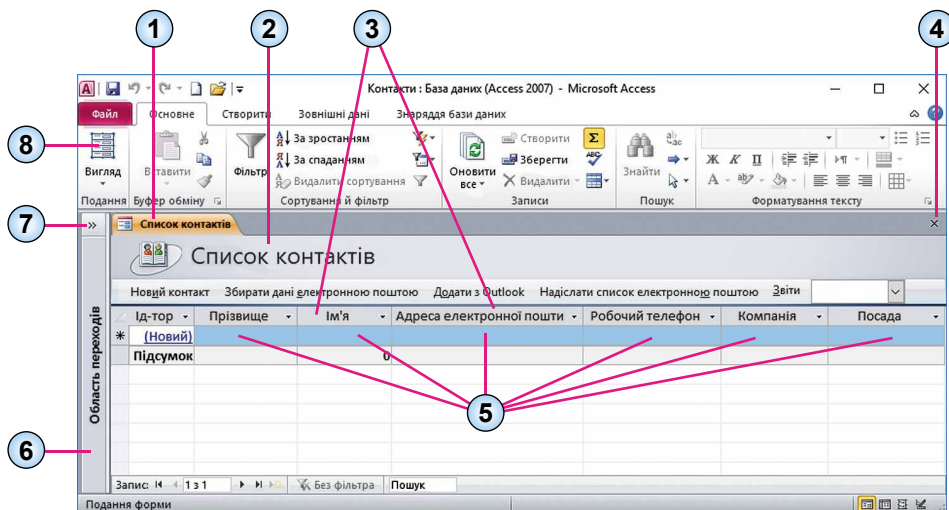 1 2 3 4
Контакти : База даних (Access 2007) - Microsoft Access
Файл Основне Створити Зовнішні дані Знаряддя бази даних
8
Вигляд
Подання
Вставити
Буфер обміну
Фільтр
За зростанням
За спаданням
Видалити сортування
Сортування й фільтр
Оновити все
Створити
Зберегти
Видалити
Записи
Знайти
Пошук
Ж К П
Форматування тексту
7
Список контактів
Список контактів
Новий контакт Збирати дані електронною поштою Додати з Outlook Надіслати список електронною поштою Звіти
Ід-тор Прізвище Ім'я Адреса електронної пошти Робочий телефон Компанія Посада
(Новий)
Підсумок 0
5
6
Область переходів
Запис: 1 з 1 Без фільтра Пошук
Подання форми